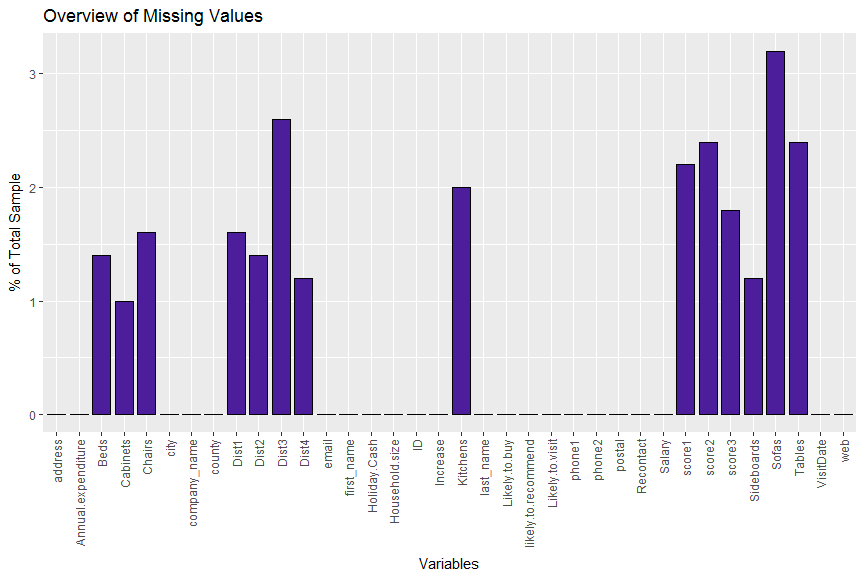 Overview of Missing Values
% of Total Sample
3
2
1
0
address
Annual.expenditure
Beds
Cabinets
Chairs
city
company_name
county
Dist1
Dist2
Dist3
Dist4
email
first_name
Holiday.Cash
Household.size
ID
Increase
Kitchens
last_name
Likely.to.buy
likely.to.recommend
Likely.to.visit
phone1
phone2
postal
Recontact
Salary
score1
score2
score3
Sideboards
Sofas
Tables
VisitDate
web
Variables